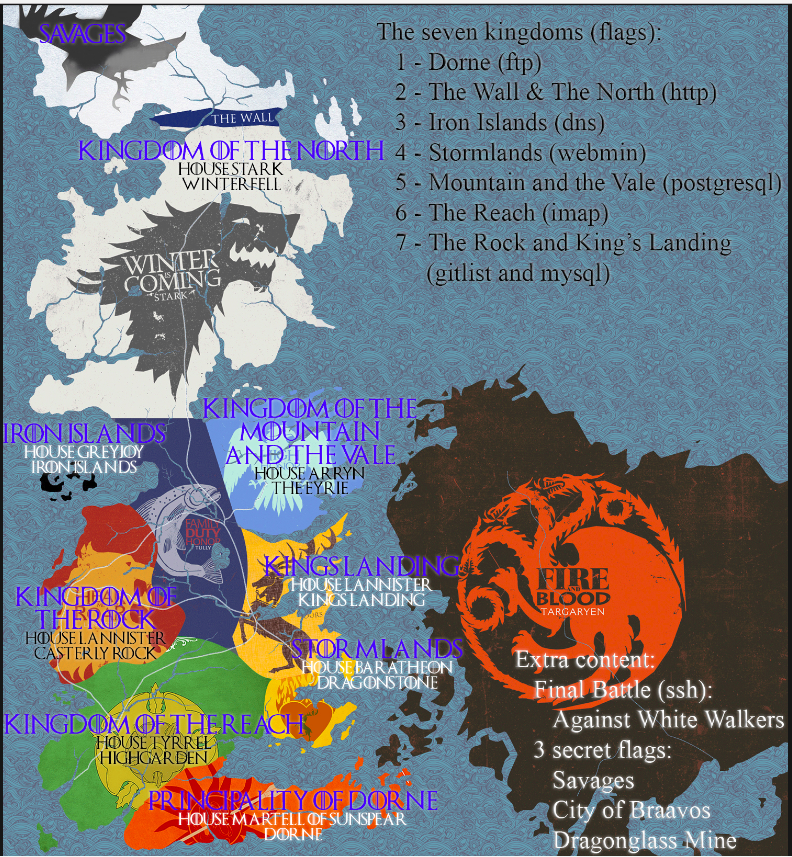 SAVAGES
The seven kingdoms (flags):
1 - Dorne (ftp)
2 - The Wall & The North (http)
3 - Iron Islands (dns)
4 - Stormlands (webmin)
5 - Mountain and the Vale (postgresql)
6 - The Reach (imap)
7 - The Rock and King's Landing
(gitlist and mysql)
THE WALL
KINGDOM OF THE NORTH
HOUSE STARK
WINTERFELL
WINTER
IS
COMING
STARK
KINGDOM OF THE
MOUNTAIN
AND THE VALE
HOUSE ARRYN
THE EYRIE
IRON ISLANDS
HOUSE GREYJOY
IRON ISLANDS
FAMILY
DUTY
HONOR
TULLY
KINGS LANDING
HOUSE LANNISTER
KINGS LANDING
KINGDOM OF
THE ROCK
HOUSE LANNISTER
CASTERLY ROCK
STORMLANDS
HOUSE BARATHEON
DRAGONSTONE
KINGDOM OF THE REACH
HOUSE TYRREL
HIGHGARDEN
PRINCIPALITY OF DORNE
HOUSE MARTELL OF SUNSPEAR
DORNE
FIRE
AND
BLOOD
TARGARYEN
Extra content:
Final Battle (ssh):
Against White Walkers
3 secret flags:
Savages
City of Braavos
Dragonglass Mine